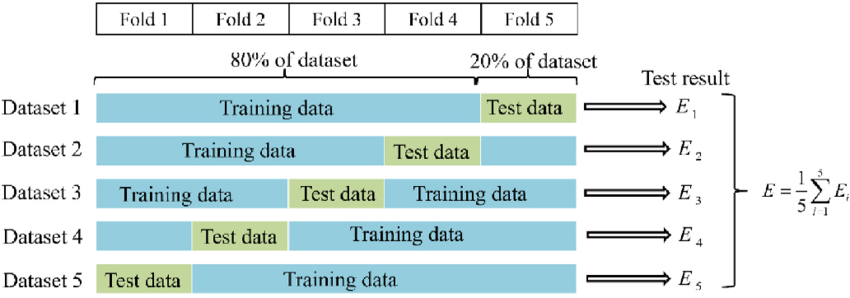 Fold 1 Fold 2 Fold 3 Fold 4 Fold 5
80% of dataset 20% of dataset
Test result
Dataset 1 Training data Test data E1
Dataset 2 Training data Test data E2
Dataset 3 Training data Test data Training data E3
E = 1/5 5∑i=1 Ei
Dataset 4 Test data Training data E4
Dataset 5 Test data Training data E5